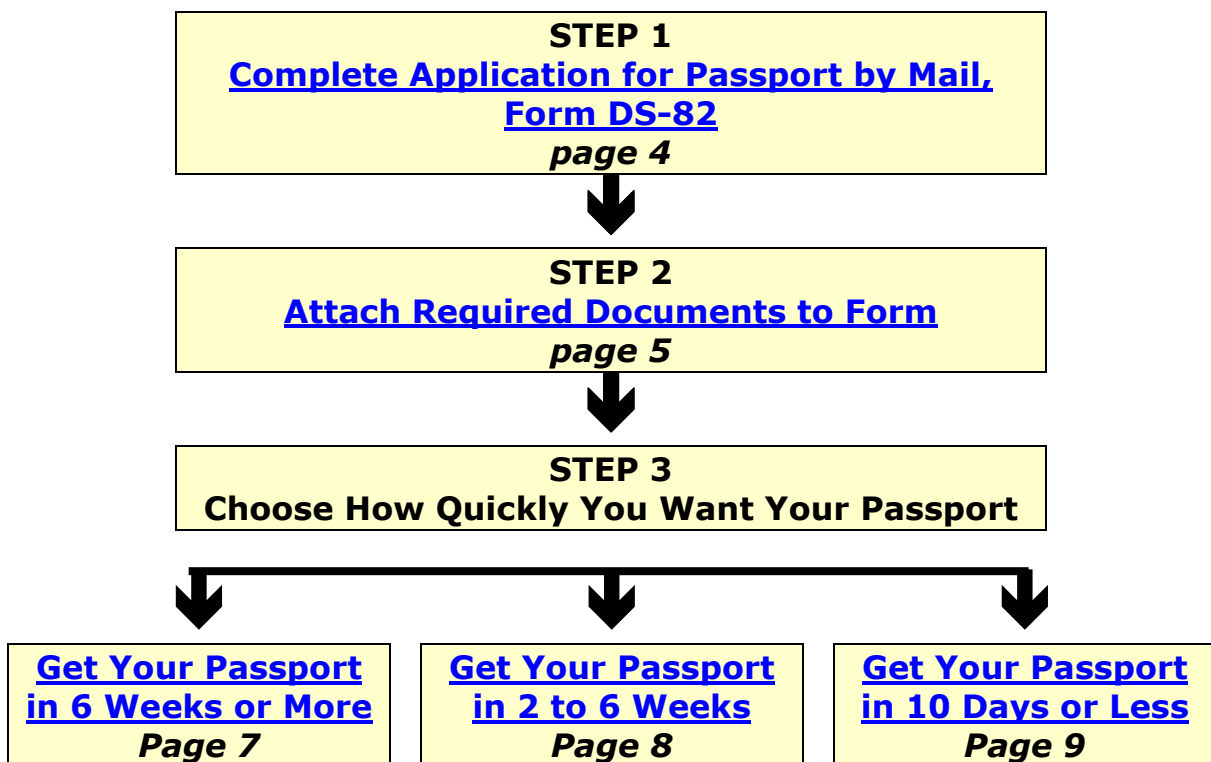 STEP 1
Complete Application for Passport by Mail,
Form DS-82
page 4
STEP 2
Attach Required Documents to Form
page 5
STEP 3
Choose How Quickly You Want Your Passport
Get Your Passport
in 6 Weeks or More
Page 7
Get Your Passport
in 2 to 6 Weeks
Page 8
Get Your Passport
in 10 Days or Less
Page 9